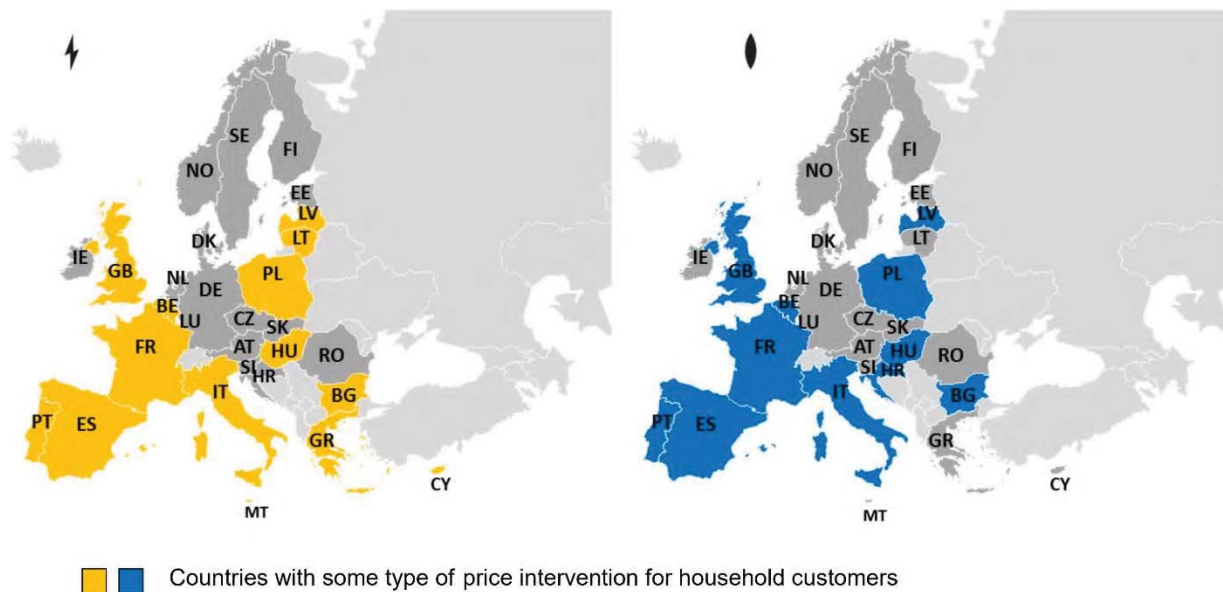 SE
FI
NO
EE
LV
DK
LT
IE
GB
NL
PL
BE
DE
LU
CZ
SK
FR
AT
HU
RO
SI
HR
IT
BG
PT
ES
GR
CY
MT
SE
FI
NO
EE
LV
DK
LT
IE
GB
NL
PL
BE
DE
LU
CZ
SK
FR
AT
HU
RO
SI
HR
IT
BG
PT
ES
GR
CY
MT
Countries with some type of price intervention for household customers